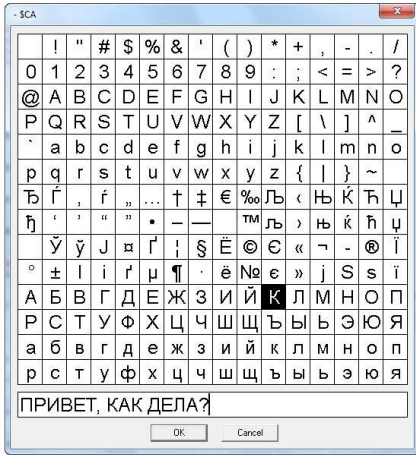 - $CA
! " # $ % & ' ( ) * + , - . /
0 1 2 3 4 5 6 7 8 9 : ; < = > ?
@ A B C D E F G H I J K L M N O
P Q R S T U V W X Y Z [ \ ] ^ _
` a b c d e f g h i j k l m n o
p q r s t u v w x y z { | } ~
Ђ Ѓ ‚ ѓ „ … † ‡ € ‰ Љ ‹ Њ Ќ Ћ Џ
ђ ‘ ’ “ ” • – — ™ љ › њ ќ ћ џ
Ў ў Ј ¤ Ґ ¦ § Ё © Є « ¬ - ® Ї
° ± І і ґ µ ¶ · ё № є » ј Ѕ ѕ ї
А Б В Г Д Е Ж З И Й К Л М Н О П
Р С Т У Ф Х Ц Ч Ш Щ Ъ Ы Ь Э Ю Я
а б в г д е ж з и й к л м н о п
р с т у ф х ц ч ш щ ъ ы ь э ю я
ПРИВЕТ, КАК ДЕЛА?
OK Cancel